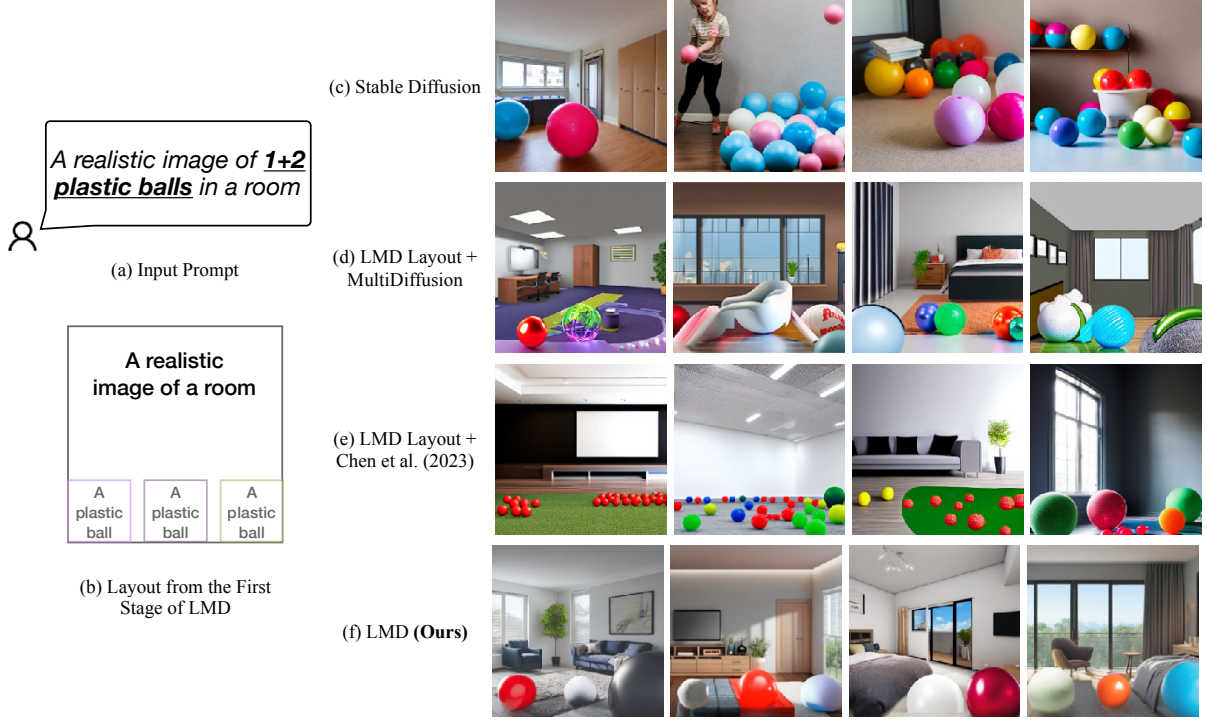 A realistic image of 1+2
plastic balls in a room
(a) Input Prompt
A realistic
image of a room
A
plastic
ball
A
plastic
ball
A
plastic
ball
(b) Layout from the First
Stage of LMD
(c) Stable Diffusion
(d) LMD Layout +
MultiDiffusion
(e) LMD Layout +
Chen et al. (2023)
(f) LMD (Ours)